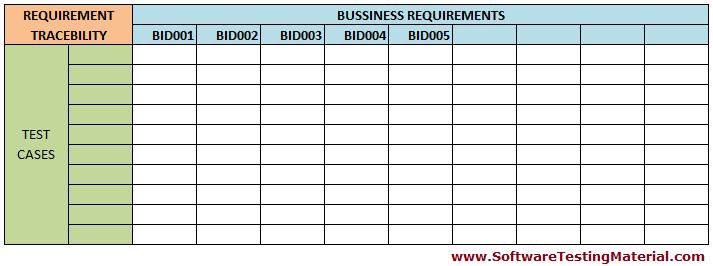 REQUIREMENT TRACEBILITY
BUSSINESS REQUIREMENTS
BID001 BID002 BID003 BID004 BID005
TEST
CASES
www.SoftwareTestingMaterial.com